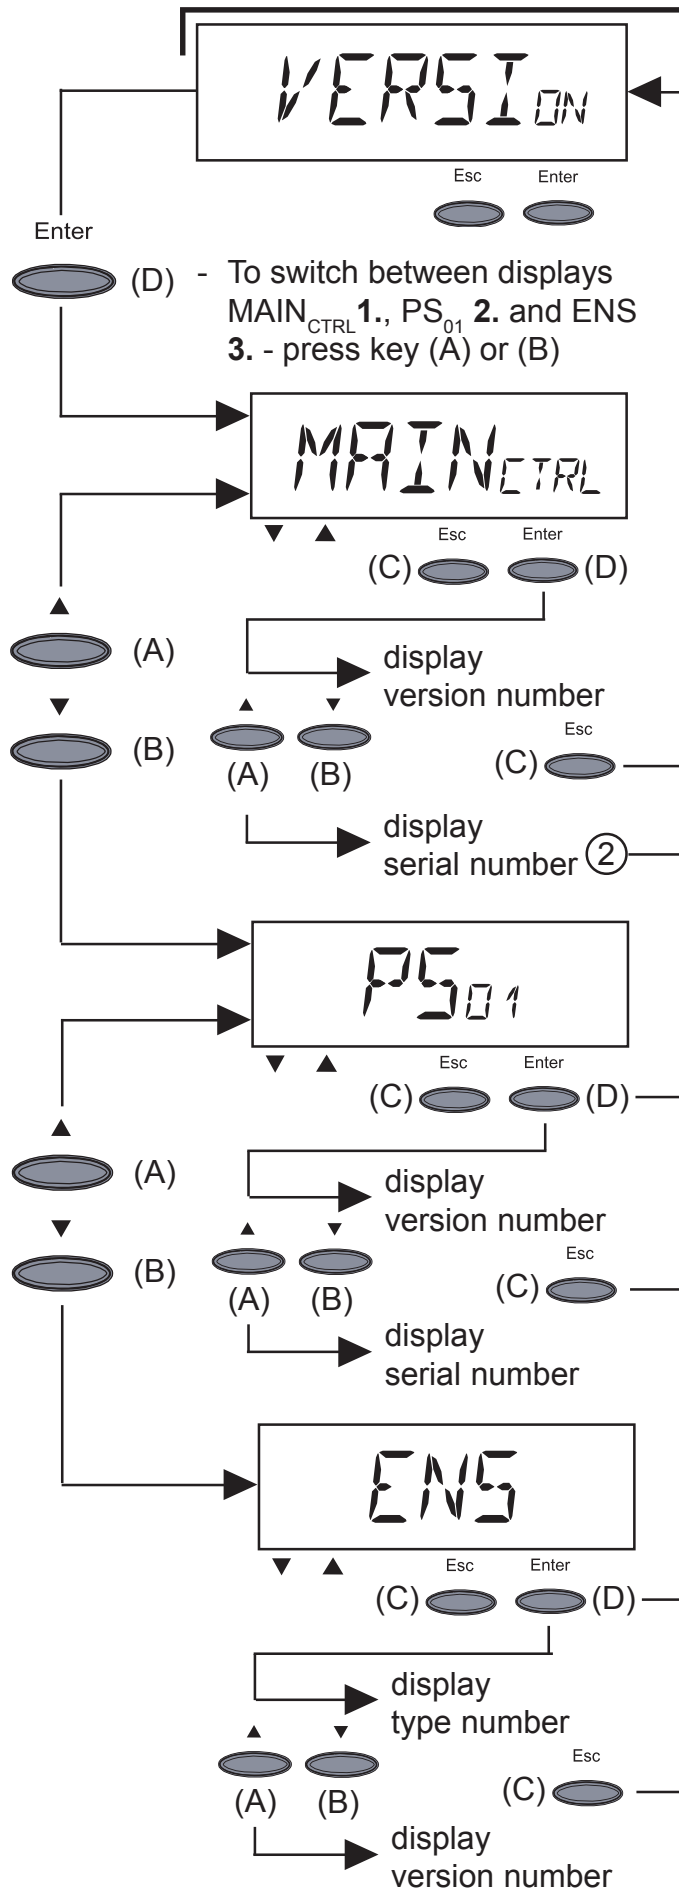 VERSION
Esc Enter
Enter
(D) - To switch between displays
MAINCTRL 1., PS01 2. and ENS
3. - press key (A) or (B)
MAINCTRL
▼ ▲ Esc Enter
(C) (D)
▲
(A)
▼
(B)
display
version number
▲ ▼
(A) (B)
Esc
(C)
display
serial number 2
PS01
▼ ▲ Esc Enter
(C) (D)
▲
(A)
▼
(B)
display
version number
▲ ▼
(A) (B)
Esc
(C)
display
serial number
ENS
▼ ▲ Esc Enter
(C) (D)
display
type number
▲ ▼
(A) (B)
Esc
(C)
display
version number